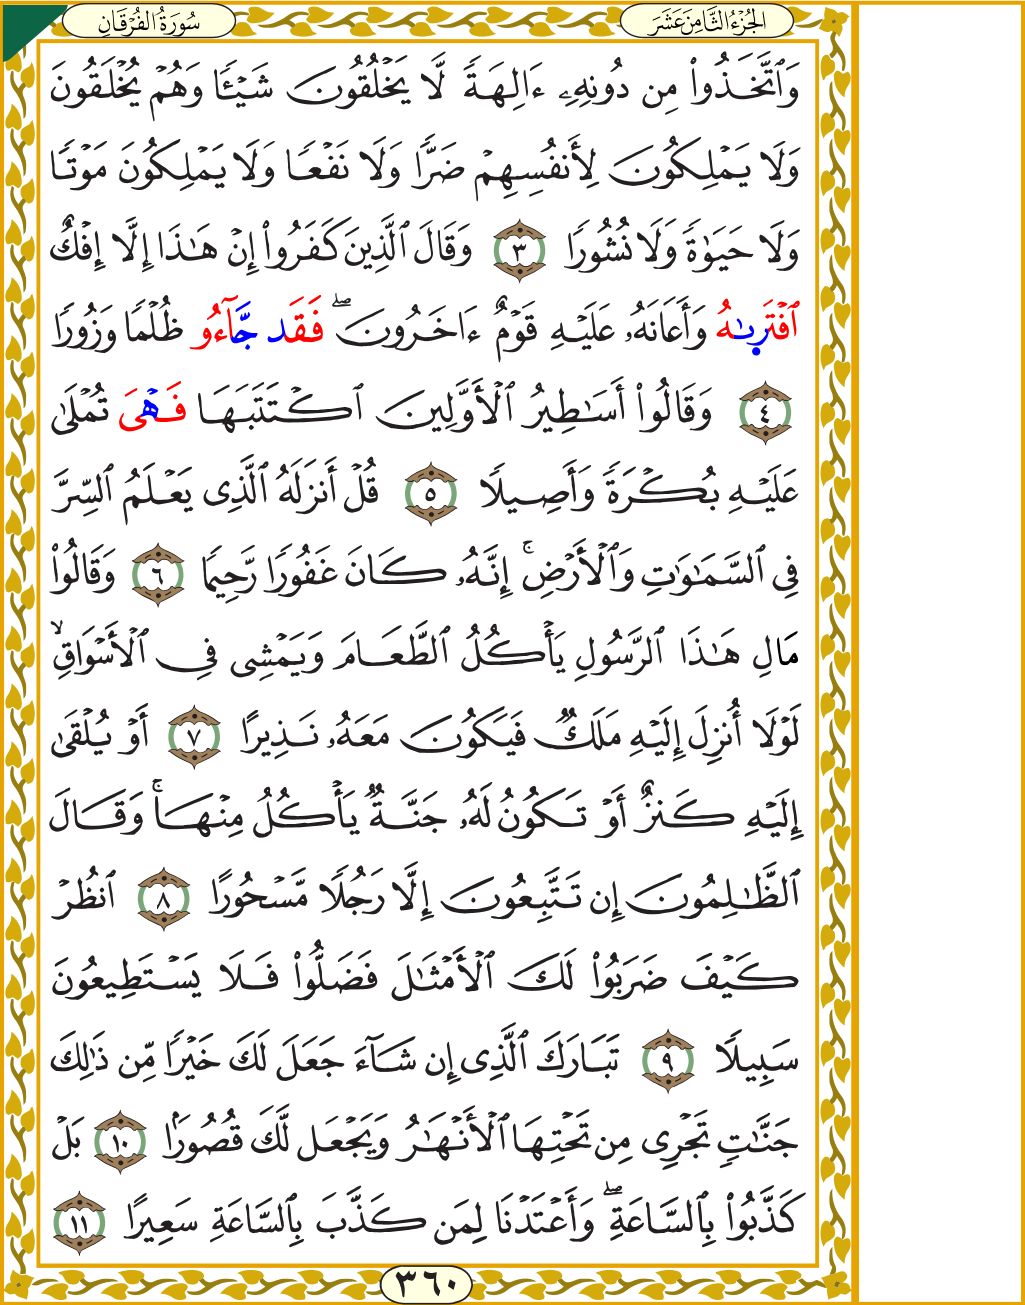 الجُزْءُ الثَّامِنَ عَشَرَ
سُورَةُ الفُرْقَانِ
وَاتَّخَذُواْ مِن دُونِهِۦ ءَالِهَةٗ لَّا يَخۡلُقُونَ شَيۡـٔٗا وَهُمۡ يُخۡلَقُونَ
وَلَا يَمۡلِكُونَ لِأَنفُسِهِمۡ ضَرّٗا وَلَا نَفۡعٗا وَلَا يَمۡلِكُونَ مَوۡتٗا
وَلَا حَيَوٰةٗ وَلَا نُشُورٗا ٣ وَقَالَ ٱلَّذِينَ كَفَرُوٓاْ إِنۡ هَٰذَا إِلَّا إِفۡكٌ
ٱفۡتَرىٰهُ وَأَعَانَهُۥ عَلَيۡهِ قَوۡمٌ ءَاخَرُونَۖ فَقَد جَّآءُو ظُلۡمٗا وَزُورٗا
٤ وَقَالُوٓاْ أَسَٰطِيرُ ٱلۡأَوَّلِينَ ٱكۡتَتَبَهَا فَهۡيَ تُمۡلَىٰ
عَلَيۡهِ بُكۡرَةٗ وَأَصِيلٗا ٥ قُلۡ أَنزَلَهُ ٱلَّذِي يَعۡلَمُ ٱلسِّرَّ
فِي ٱلسَّمَٰوَٰتِ وَٱلۡأَرۡضِۚ إِنَّهُۥ كَانَ غَفُورٗا رَّحِيمٗا ٦ وَقَالُواْ
مَالِ هَٰذَا ٱلرَّسُولِ يَأۡكُلُ ٱلطَّعَامَ وَيَمۡشِي فِي ٱلۡأَسۡوَاقِۙ
لَوۡلَا أُنزِلَ إِلَيۡهِ مَلَكٌ فَيَكُونَ مَعَهُۥ نَذِيرًا ٧ أَوۡ يُلۡقَىٰ
إِلَيۡهِ كَنزٌ أَوۡ تَكُونُ لَهُۥ جَنَّةٌ يَأۡكُلُ مِنۡهَاۚ وَقَالَ
ٱلظَّٰلِمُونَ إِن تَتَّبِعُونَ إِلَّا رَجُلٗا مَّسۡحُورًا ٨ ٱنظُرۡ
كَيۡفَ ضَرَبُواْ لَكَ ٱلۡأَمۡثَٰلَ فَضَلُّواْ فَلَا يَسۡتَطِيعُونَ
سَبِيلٗا ٩ تَبَارَكَ ٱلَّذِي إِن شَآءَ جَعَلَ لَكَ خَيۡرٗا مِّن ذَٰلِكَ
جَنَّٰتٖ تَجۡرِي مِن تَحۡتِهَا ٱلۡأَنۡهَٰرُ وَيَجۡعَل لَّكَ قُصُورَۢا ١٠ بَلۡ
كَذَّبُواْ بِٱلسَّاعَةِۖ وَأَعۡتَدۡنَا لِمَن كَذَّبَ بِٱلسَّاعَةِ سَعِيرًا ١١
٣٦٠